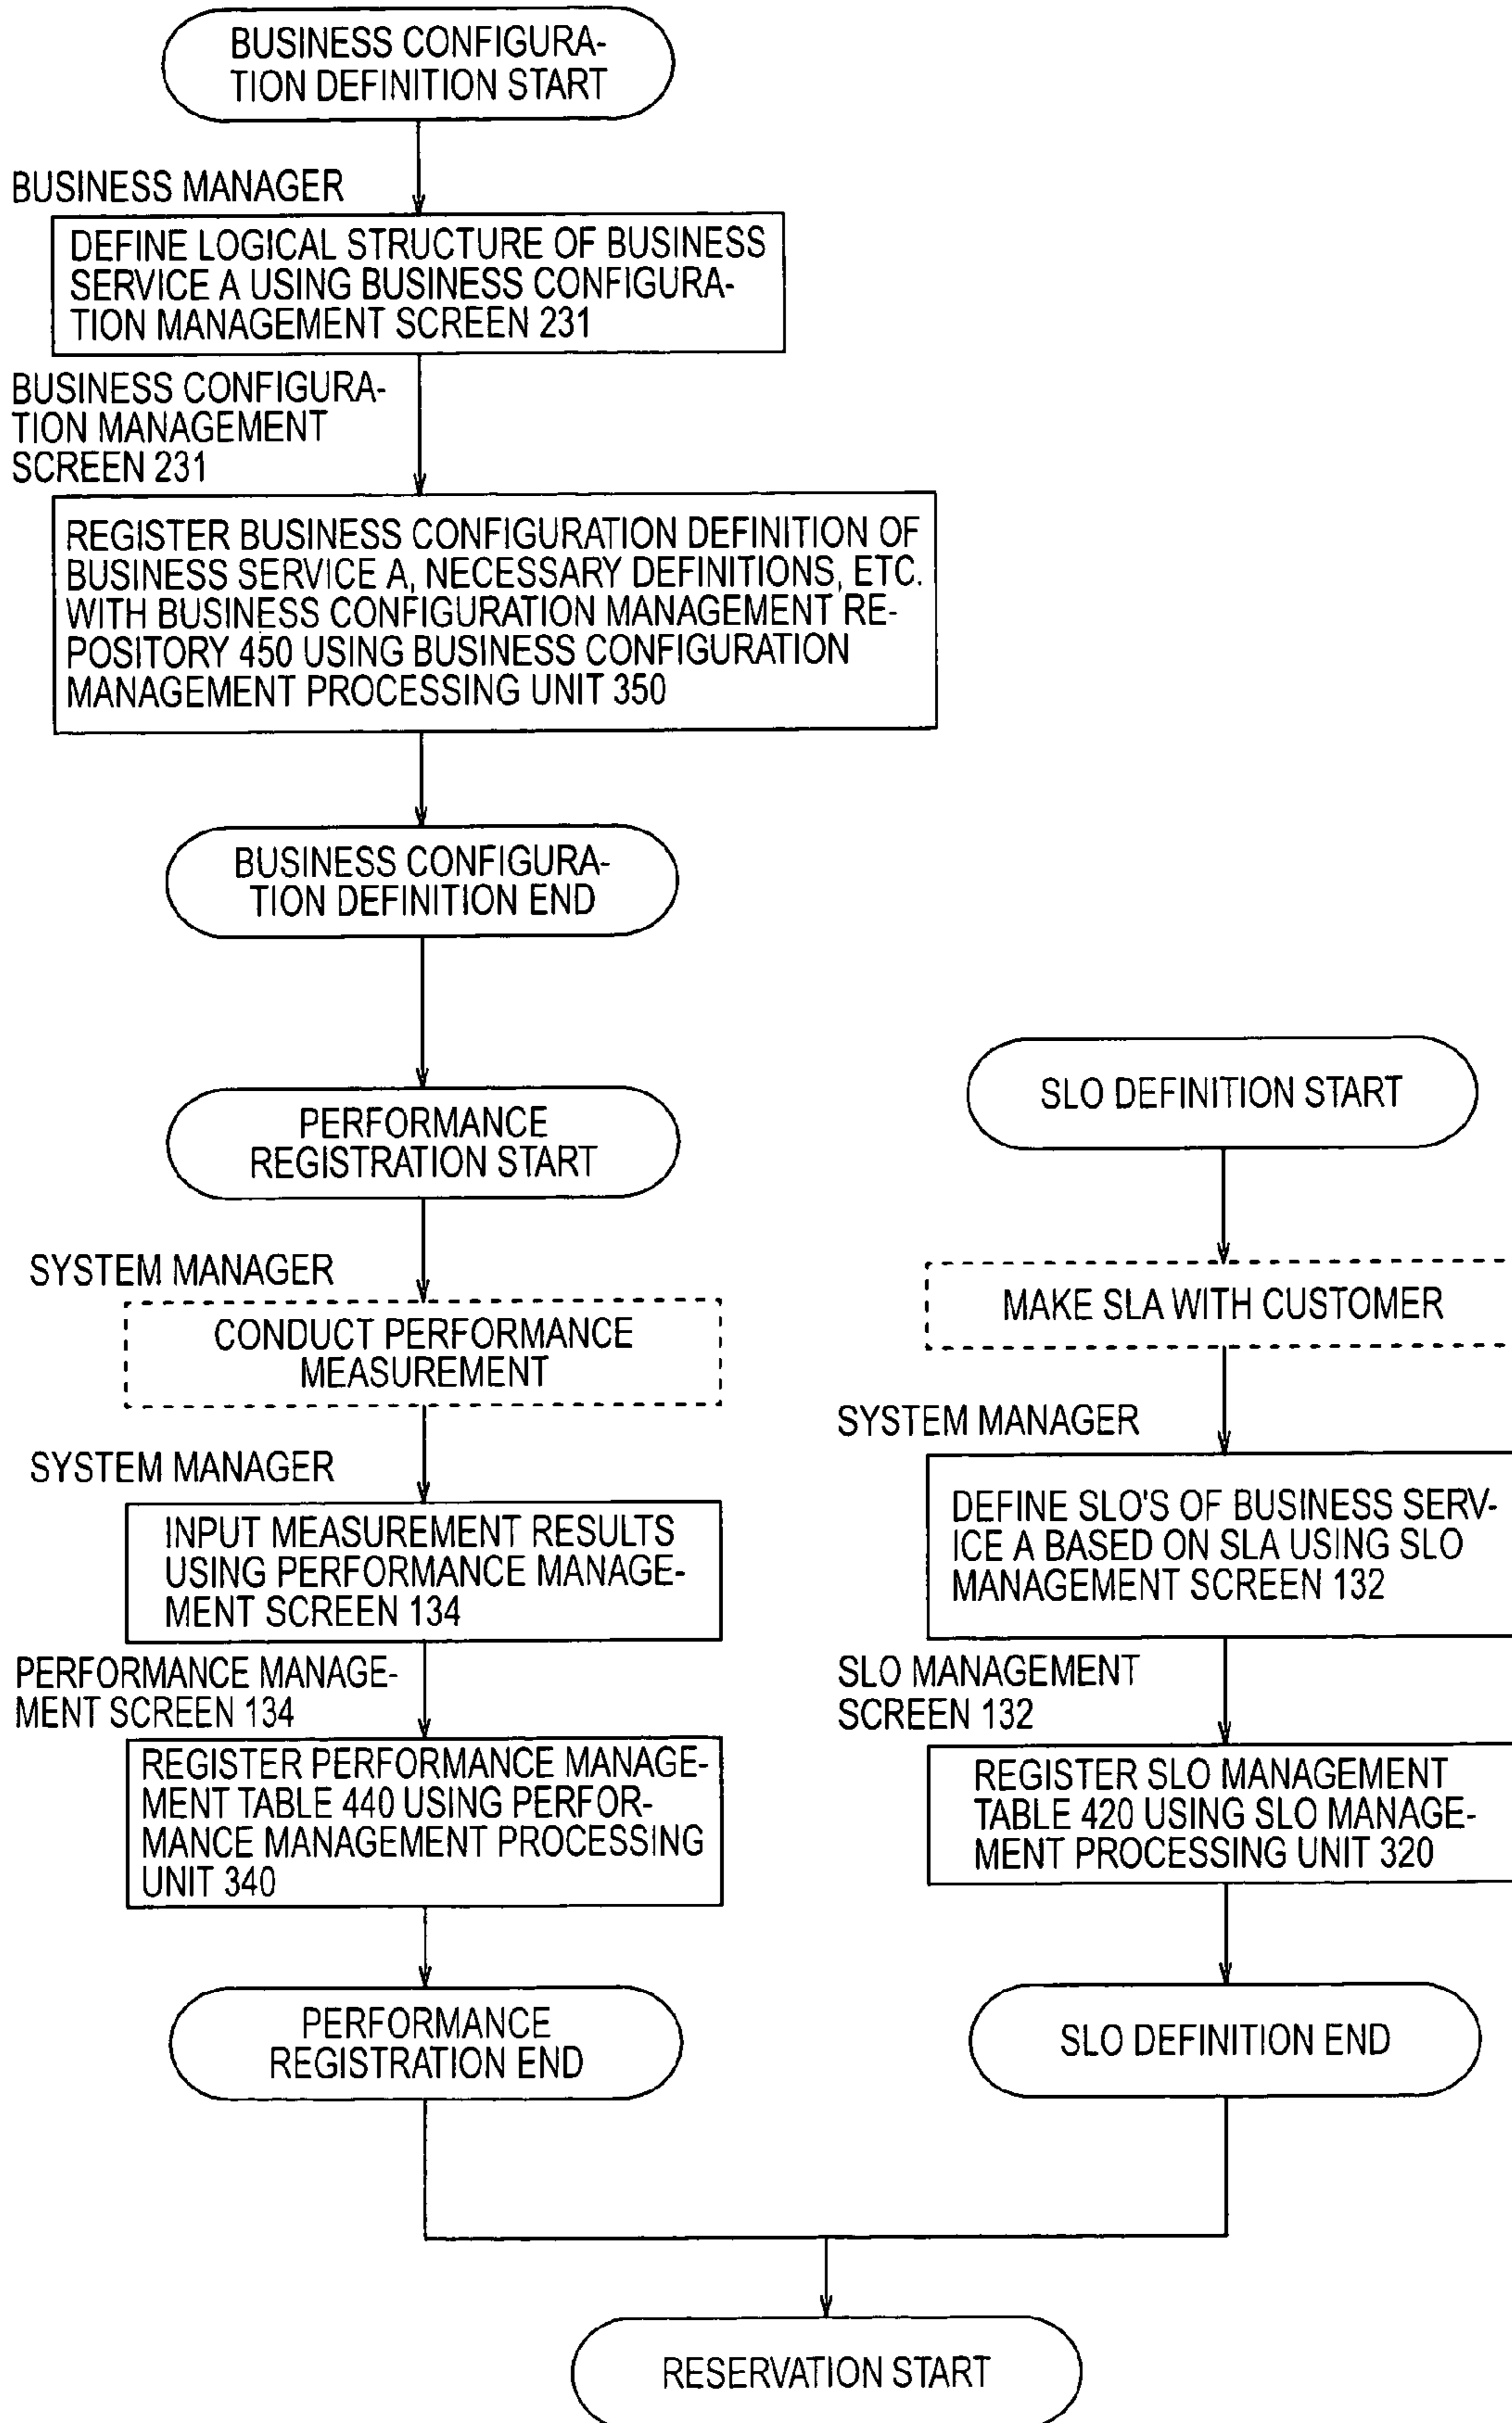 BUSINESS CONFIGURA-
TION DEFINITION START
BUSINESS MANAGER
DEFINE LOGICAL STRUCTURE OF BUSINESS
SERVICE A USING BUSINESS CONFIGURA-
TION MANAGEMENT SCREEN 231
BUSINESS CONFIGURA-
TION MANAGEMENT
SCREEN 231
REGISTER BUSINESS CONFIGURATION DEFINITION OF
BUSINESS SERVICE A, NECESSARY DEFINITIONS, ETC.
WITH BUSINESS CONFIGURATION MANAGEMENT RE-
POSITORY 450 USING BUSINESS CONFIGURATION
MANAGEMENT PROCESSING UNIT 350
BUSINESS CONFIGURA-
TION DEFINITION END
PERFORMANCE
REGISTRATION START
SYSTEM MANAGER
CONDUCT PERFORMANCE
MEASUREMENT
SYSTEM MANAGER
INPUT MEASUREMENT RESULTS
USING PERFORMANCE MANAGE-
MENT SCREEN 134
PERFORMANCE MANAGE-
MENT SCREEN 134
REGISTER PERFORMANCE MANAGE-
MENT TABLE 440 USING PERFOR-
MANCE MANAGEMENT PROCESSING
UNIT 340
PERFORMANCE
REGISTRATION END
SLO DEFINITION START
MAKE SLA WITH CUSTOMER
SYSTEM MANAGER
DEFINE SLO'S OF BUSINESS SERV-
ICE A BASED ON SLA USING SLO
MANAGEMENT SCREEN 132
SLO MANAGEMENT
SCREEN 132
REGISTER SLO MANAGEMENT
TABLE 420 USING SLO MANAGE-
MENT PROCESSING UNIT 320
SLO DEFINITION END
RESERVATION START